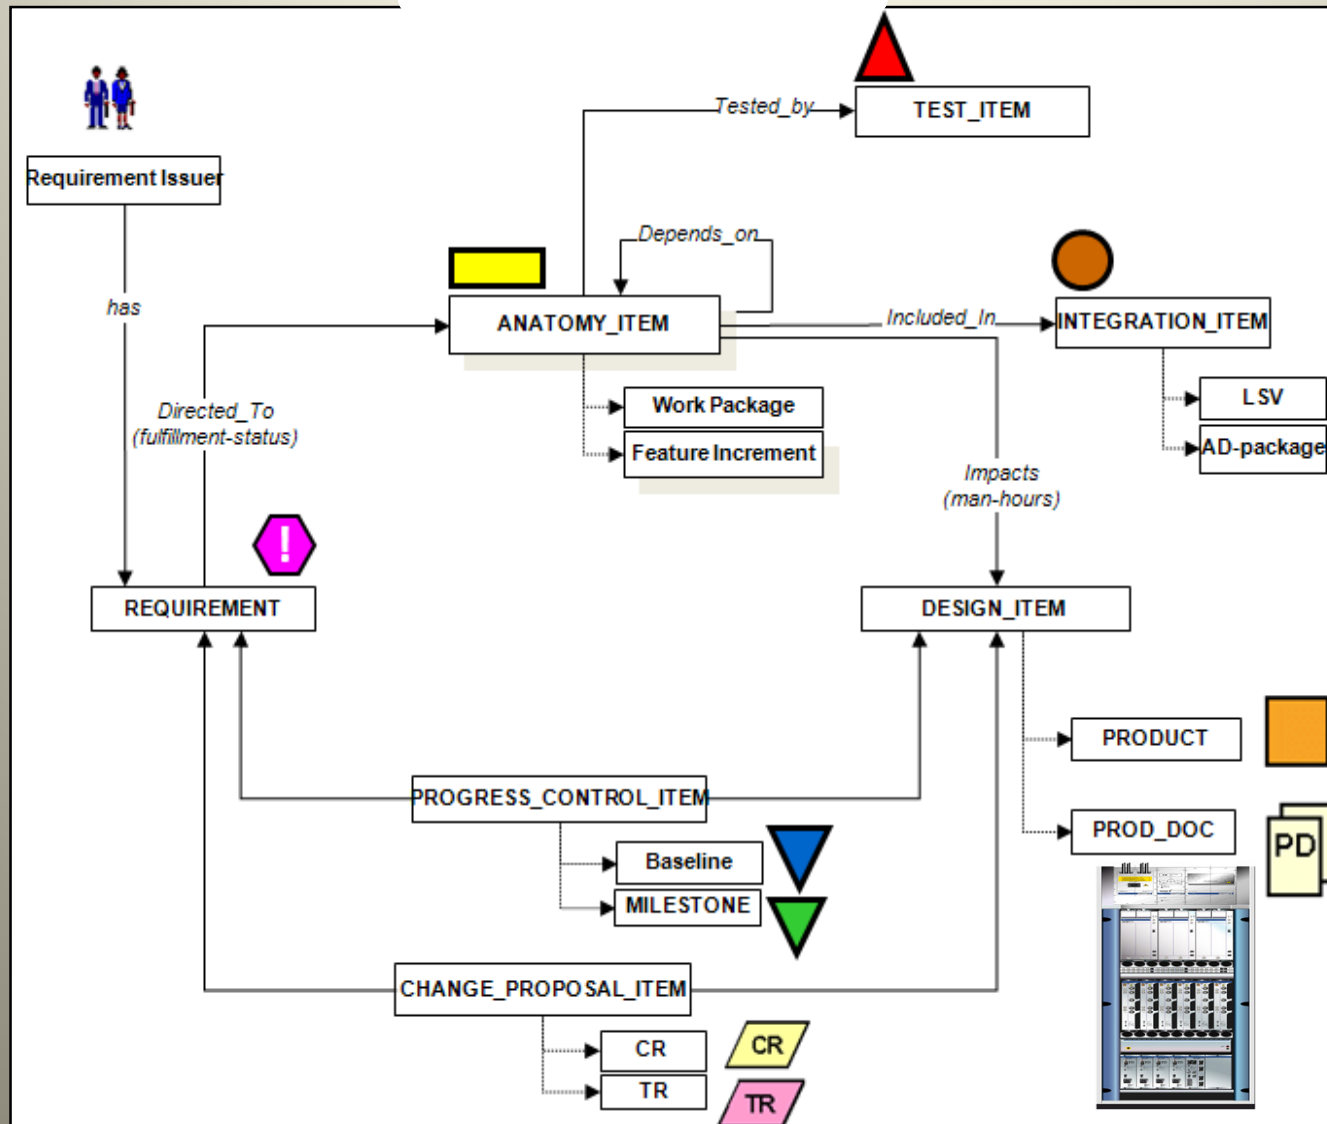 Tested_by
TEST_ITEM
Requirement Issuer
Depends_on
has
ANATOMY_ITEM
Included_In
INTEGRATION_ITEM
Work Package
LSV
Directed_To
(fulfillment-status)
Feature Increment
AD-package
Impacts
(man-hours)
!
REQUIREMENT
DESIGN_ITEM
PRODUCT
PROGRESS_CONTROL_ITEM
PROD_DOC
PD
Baseline
MILESTONE
CHANGE_PROPOSAL_ITEM
CR
CR
TR
TR